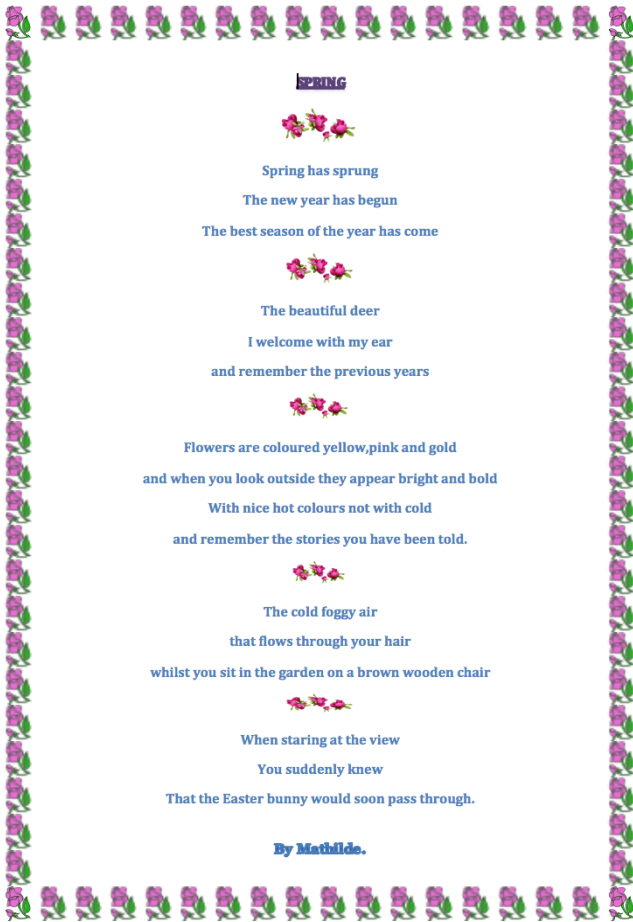 SPRING
Spring has sprung
The new year has begun
The best season of the year has come
The beautiful deer
I welcome with my ear
and remember the previous years
Flowers are coloured yellow,pink and gold
and when you look outside they appear bright and bold
With nice hot colours not with cold
and remember the stories you have been told.
The cold foggy air
that flows through your hair
whilst you sit in the garden on a brown wooden chair
When staring at the view
You suddenly knew
That the Easter bunny would soon pass through.
By Mathilde.